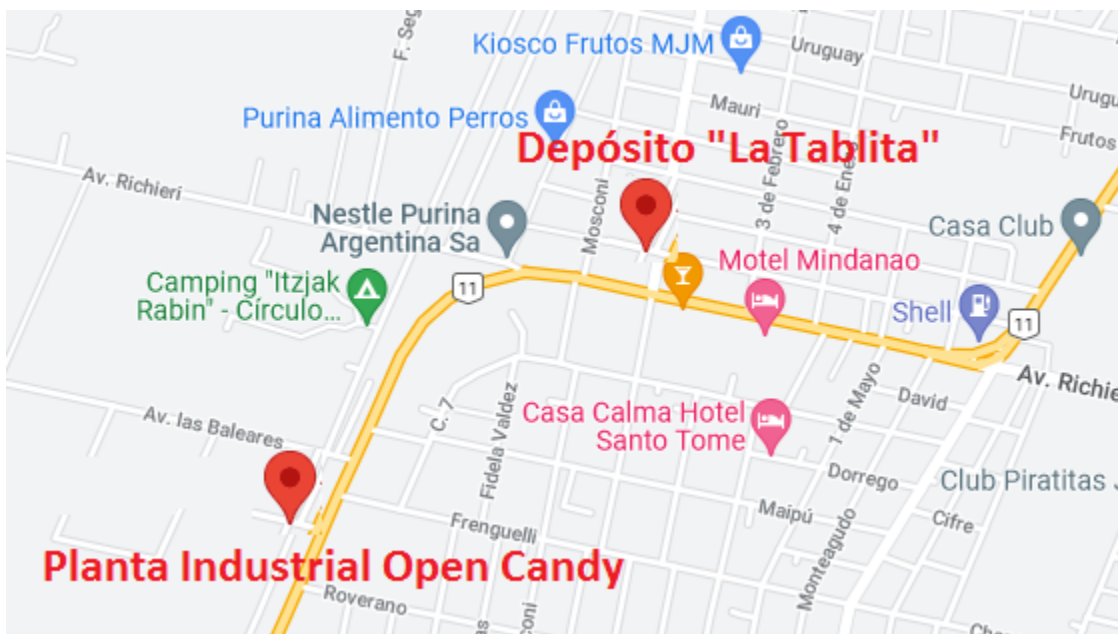 F. Seg
Kiosco Frutos MJM
Uruguay
Urugu
Mauri
Frutos
Purina Alimento Perros
Depósito "La Tablita"
3 de Febrero
4 de Enero
Av. Richieri
Mosconi
Nestle Purina
Argentina Sa
Casa Club
Motel Mindanao
11
Camping "Itzjak
Rabin" - Círculo...
Shell
11
Av. Richie
Fidela Valdez
C. 7
1 de Mayo
David
Casa Calma Hotel
Santo Tome
Av. las Baleares
Dorrego
Club Piratitas
Maipú
Cifre
Frenguelli
Monteagudo
Planta Industrial Open Candy
Roverano
coni